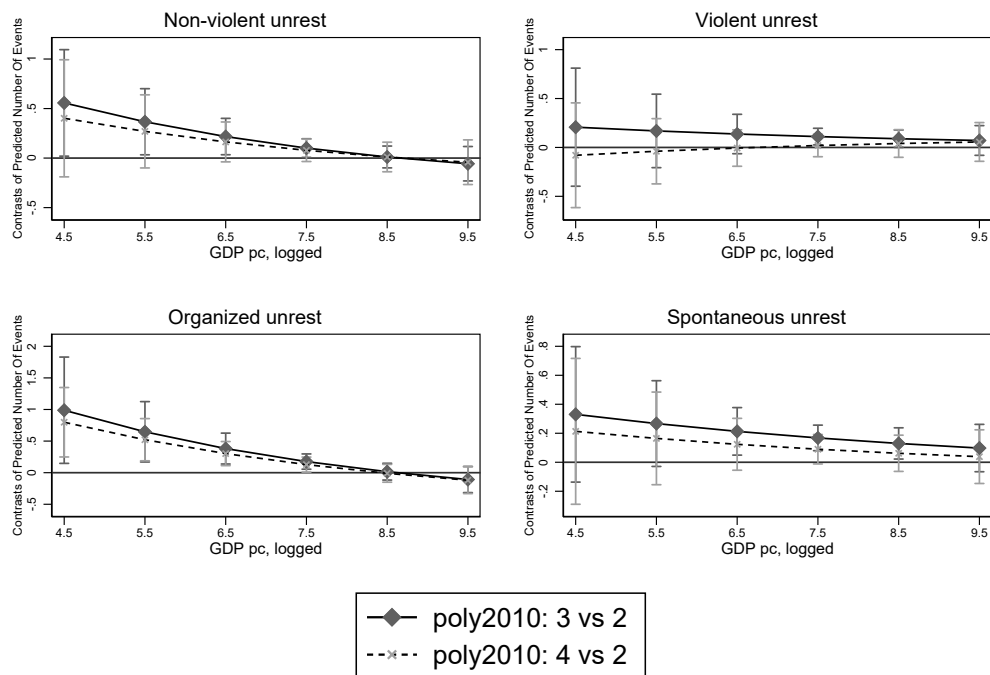 Non-violent unrest
Contrasts of Predicted Number Of Events
1
.5
0
-.5
4.5 5.5 6.5 7.5 8.5 9.5
GDP pc, logged
Violent unrest
Contrasts of Predicted Number Of Events
1
.5
0
-.5
4.5 5.5 6.5 7.5 8.5 9.5
GDP pc, logged
Organized unrest
Contrasts of Predicted Number Of Events
2
1.5
1
.5
0
-.5
4.5 5.5 6.5 7.5 8.5 9.5
GDP pc, logged
Spontaneous unrest
Contrasts of Predicted Number Of Events
.8
.6
.4
.2
0
-.2
4.5 5.5 6.5 7.5 8.5 9.5
GDP pc, logged
poly2010: 3 vs 2
poly2010: 4 vs 2